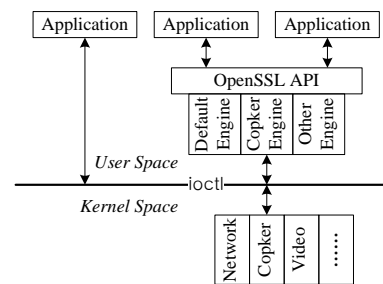 Application Application Application
OpenSSL API
Default Engine
Copker Engine
Other Engine
User Space
ioctl
Kernel Space
Network
Copker
Video
......